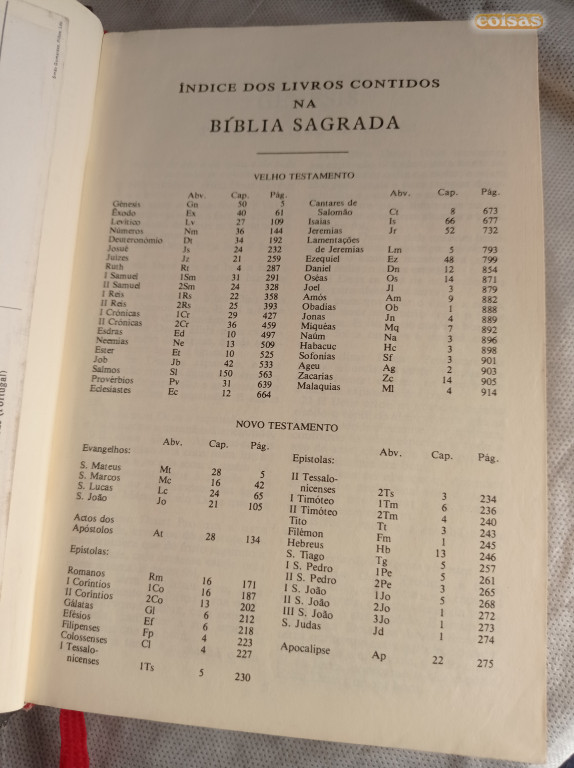 coisas
ÍNDICE DOS LIVROS CONTIDOS
NA
BÍBLIA SAGRADA
VELHO TESTAMENTO
Abv. Cap. Pág.
Génesis Gn 50 5
Êxodo Ex 40 61
Levítico Lv 27 109
Números Nm 36 144
Deuteronómio Dt 34 192
Josué Js 24 232
Juízes Jz 21 259
Ruth Rt 4 287
I Samuel 1Sm 31 291
II Samuel 2Sm 24 328
I Reis 1Rs 22 358
II Reis 2Rs 25 393
I Crónicas 1Cr 29 427
II Crónicas 2Cr 36 459
Esdras Ed 10 497
Neemias Ne 13 509
Ester Et 10 525
Job Jb 42 533
Salmos Sl 150 563
Provérbios Pv 31 639
Eclesiastes Ec 12 664
Abv. Cap. Pág.
Cantares de
Salomão Ct 8 673
Isaías Is 66 677
Jeremias Jr 52 732
Lamentações
de Jeremias Lm 5 793
Ezequiel Ez 48 799
Daniel Dn 12 854
Oséas Os 14 871
Joel Jl 3 879
Amós Am 9 882
Obadias Ob 1 888
Jonas Jn 4 889
Miquéas Mq 7 892
Naúm Na 3 896
Habacuc Hc 3 898
Sofonias Sf 3 901
Ageu Ag 2 903
Zacarias Zc 14 905
Malaquias Ml 4 914
NOVO TESTAMENTO
Abv. Cap. Pág.
Evangelhos:
S. Mateus Mt 28 5
S. Marcos Mc 16 42
S. Lucas Lc 24 65
S. João Jo 21 105
Actos dos
Apóstolos At 28 134
Epístolas:
Romanos Rm 16 171
I Coríntios 1Co 16 187
II Coríntios 2Co 13 202
Gálatas Gl 6 212
Efésios Ef 6 218
Filipenses Fp 4 223
Colossenses Cl 4 227
I Tessalo-
nicenses 1Ts 5 230
Abv. Cap. Pág.
Epístolas:
II Tessalo-
nicenses 2Ts 3 234
I Timóteo 1Tm 6 236
II Timóteo 2Tm 4 240
Tito Tt 3 243
Filémon Fm 1 245
Hebreus Hb 13 246
S. Tiago Tg 5 257
I S. Pedro 1Pe 5 261
II S. Pedro 2Pe 3 265
I S. João 1Jo 5 268
II S. João 2Jo 1 272
III S. João 3Jo 1 273
S. Judas Jd 1 274
Apocalipse Ap 22 275
(Portugal)